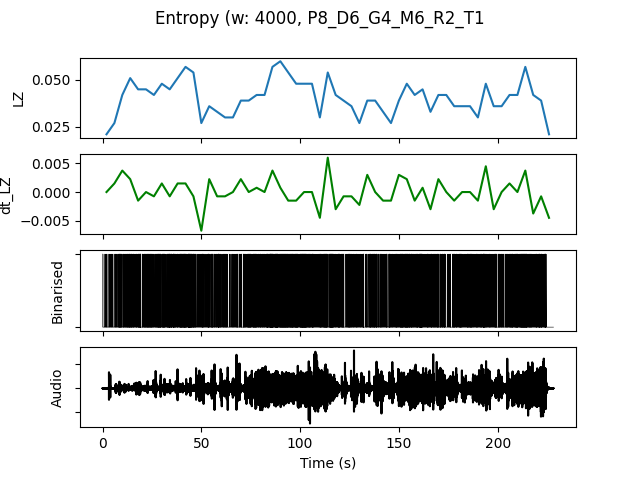 Entropy (w: 4000, P8_D6_G4_M6_R2_T1
0.050
0.025
LZ
0.005
0.000
−0.005
dt_LZ
Binarised
Audio
0 50 100 150 200
Time (s)